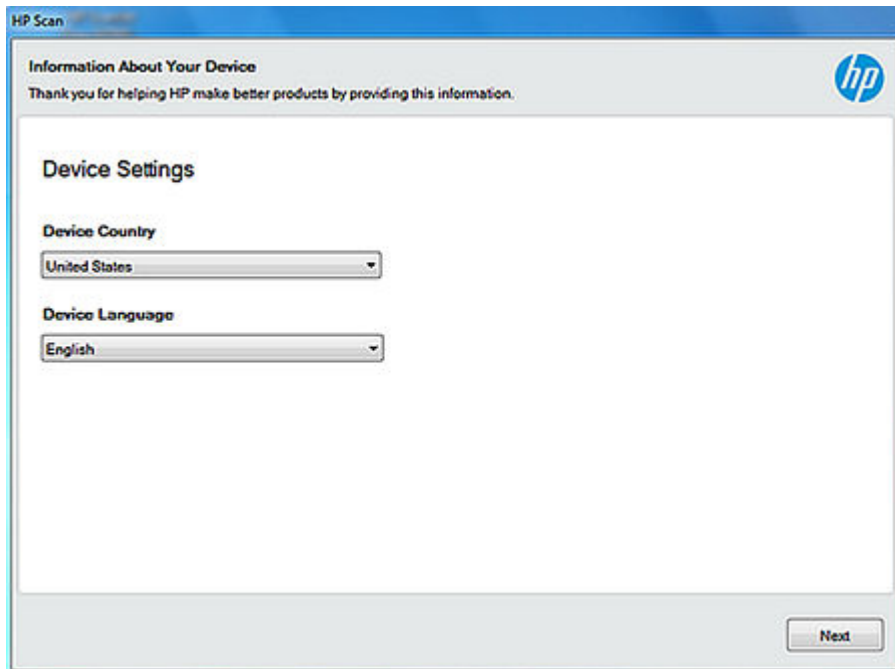 HP Scan
Information About Your Device
Thank you for helping HP make better products by providing this information.
hp
Device Settings
Device Country
United States
Device Language
English
Next